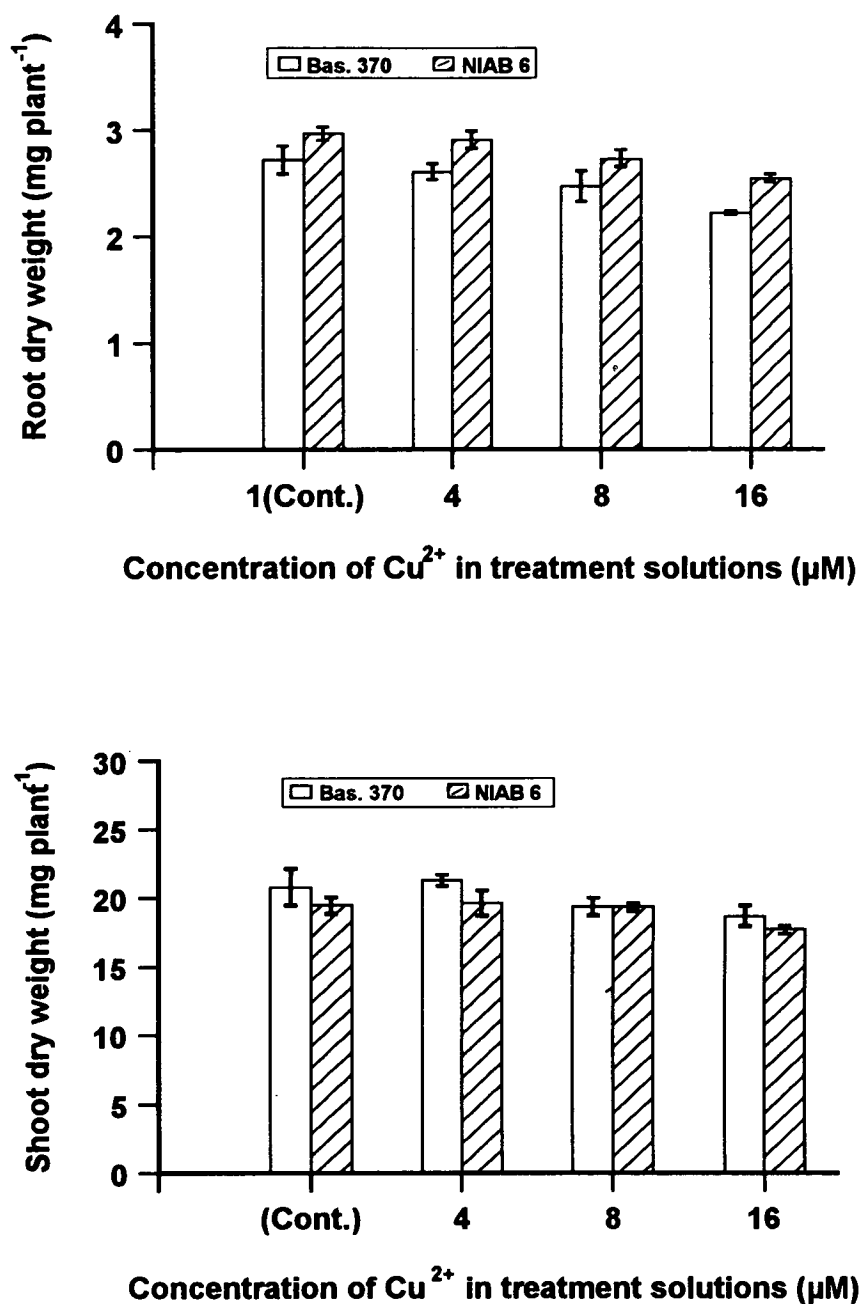 Root dry weight (mg plant⁻¹)
4
3
2
1
0
Bas. 370 NIAB 6
1(Cont.) 4 8 16
Concentration of Cu²⁺ in treatment solutions (µM)
Shoot dry weight (mg plant⁻¹)
30
25
20
15
10
5
0
Bas. 370 NIAB 6
(Cont.) 4 8 16
Concentration of Cu²⁺ in treatment solutions (µM)